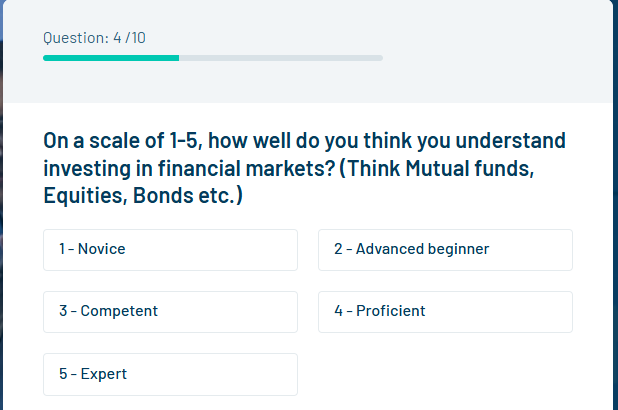 Question: 4 /10
On a scale of 1-5, how well do you think you understand
investing in financial markets? (Think Mutual funds,
Equities, Bonds etc.)
1 - Novice
2 - Advanced beginner
3 - Competent
4 - Proficient
5 - Expert